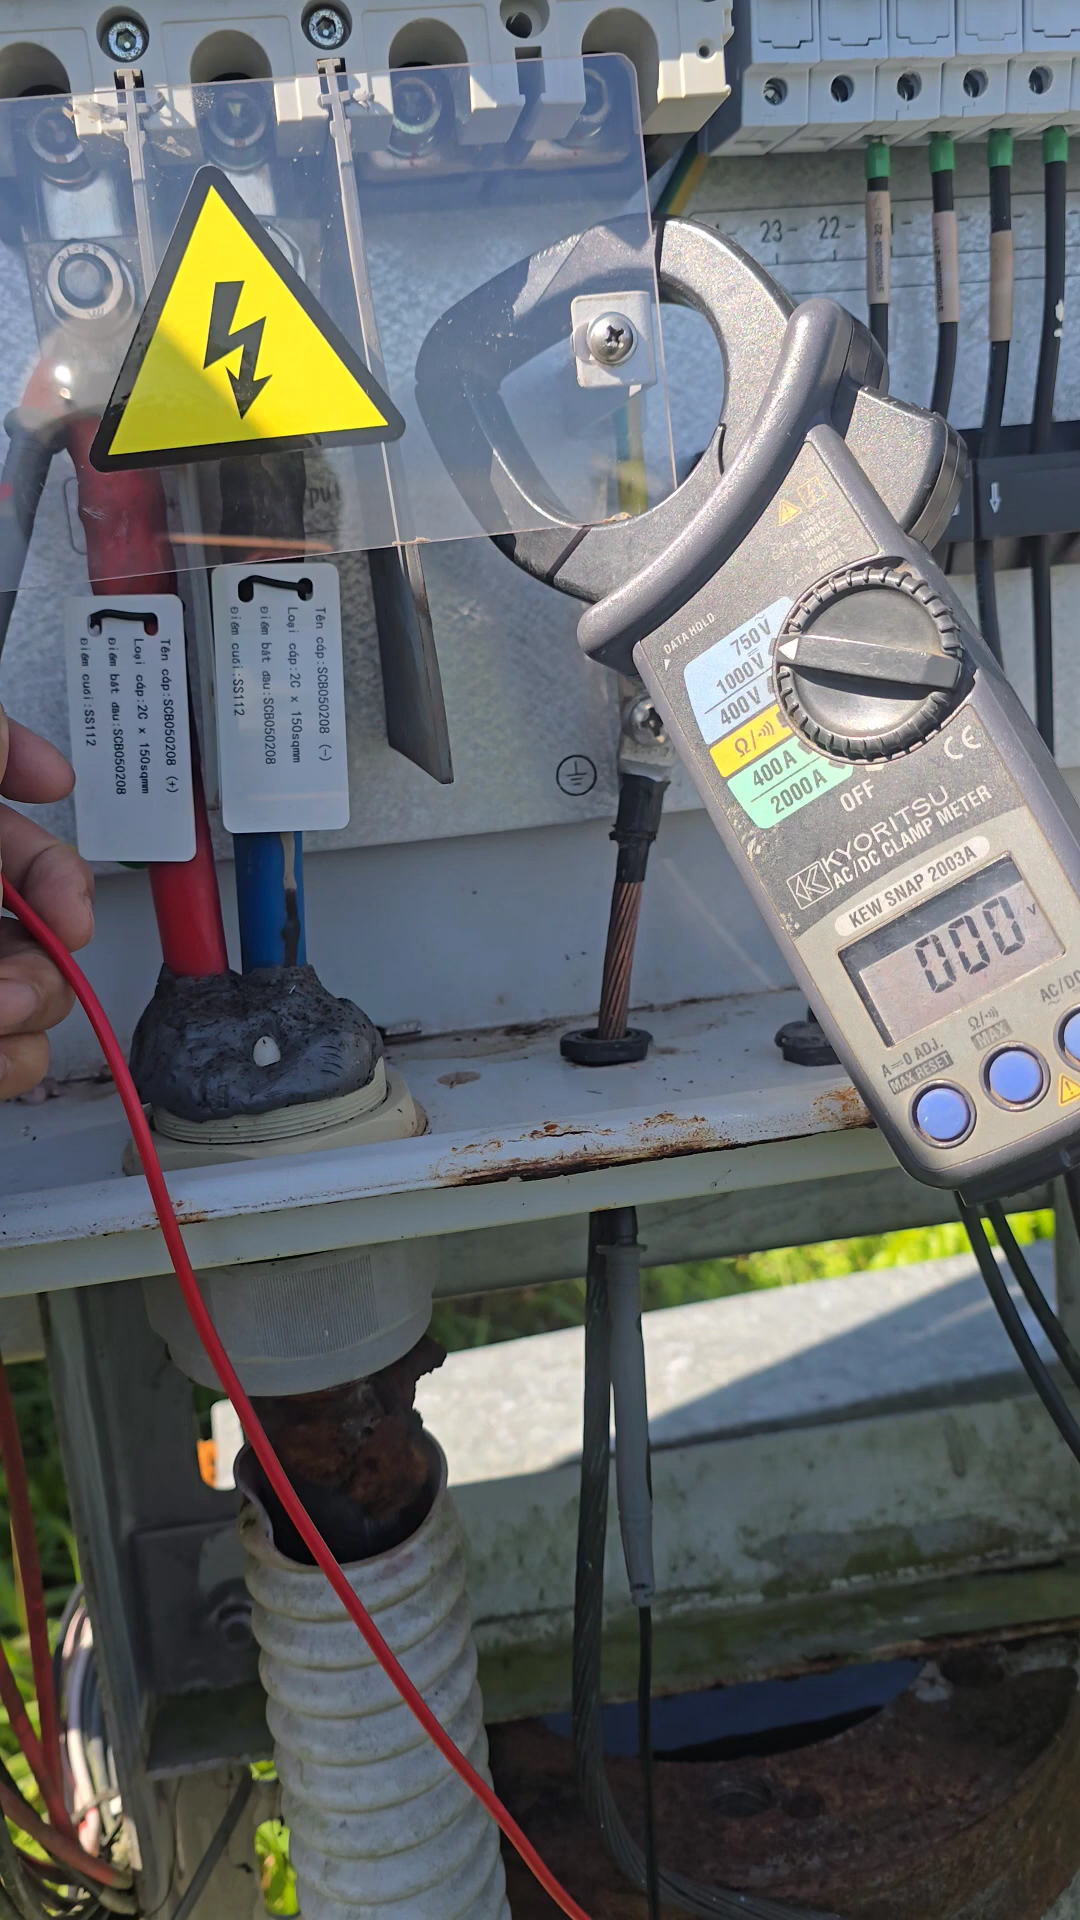 23-
22-
DATA HOLD
750V
1000V
400V
Ω/
400A
2000A
OFF
CE
KYORITSU
AC/DC CLAMP METER
KEW SNAP 2003A
000 V
A=0 ADJ.
MAX RESET
Ω/
MAX
AC/DC
Tên cáp:SCB050208 (+)
Loại cáp:2C x 150sqmm
Điểm bắt đầu:SCB050208
Điểm cuối:SS112
Tên cáp:SCB050208 (-)
Loại cáp:2C x 150sqmm
Điểm bắt đầu:SCB050208
Điểm cuối:SS112